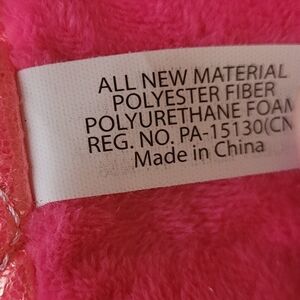 ALL NEW MATERIAL
POLYESTER FIBER
POLYURETHANE FOAM
REG. NO. PA-15130(CN
Made in China